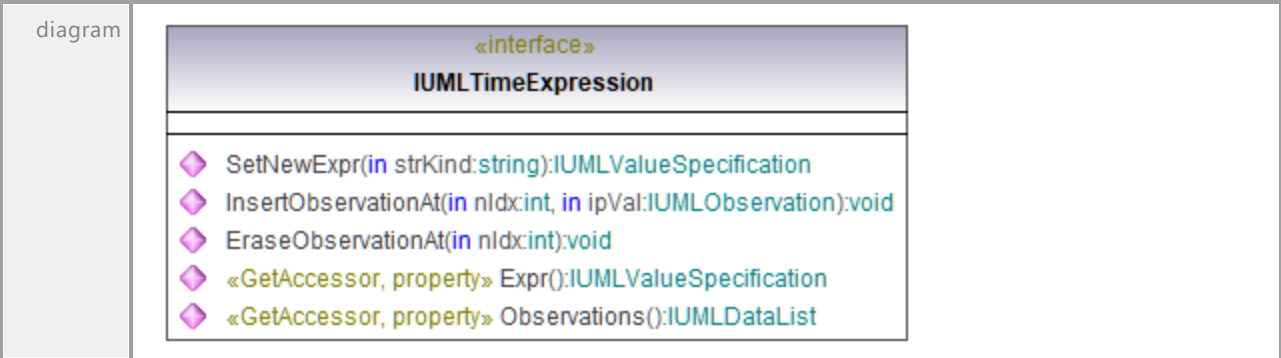 diagram
«interface»
IUMLTimeExpression
SetNewExpr(in strKind:string):IUMLValueSpecification
InsertObservationAt(in nIdx:int, in ipVal:IUMLObservation):void
EraseObservationAt(in nIdx:int):void
«GetAccessor, property» Expr():IUMLValueSpecification
«GetAccessor, property» Observations():IUMLDataList